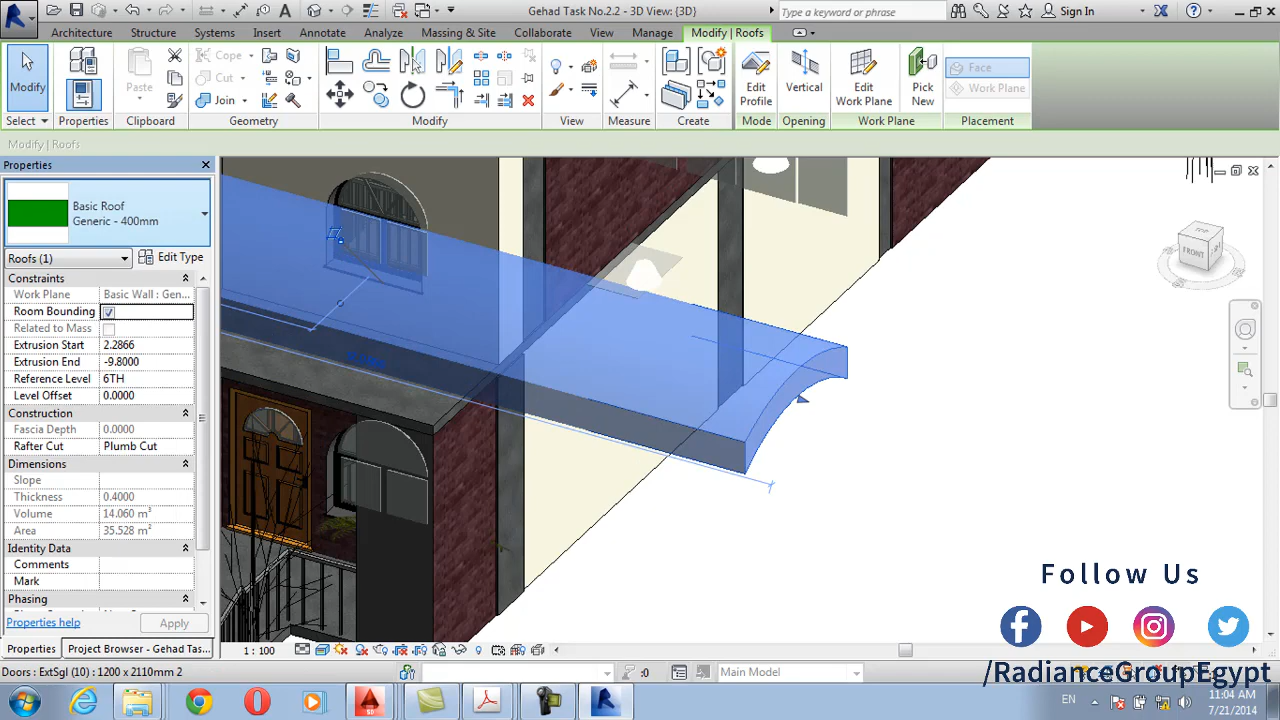 Gehad Task No.2.2 - 3D View: {3D}
Type a keyword or phrase
Sign In
Architecture Structure Systems Insert Annotate Analyze Massing & Site Collaborate View Manage Modify | Roofs
Modify
Paste
Cope
Cut
Join
Edit Profile
Vertical
Edit Work Plane
Pick New
Face
Work Plane
Select Properties Clipboard Geometry Modify View Measure Create Mode Opening Work Plane Placement
Modify | Roofs
Properties
Basic Roof
Generic - 400mm
Roofs (1) Edit Type
Constraints
Work Plane Basic Wall : Gen...
Room Bounding
Related to Mass
Extrusion Start 2.2866
Extrusion End -9.8000
Reference Level 6TH
Level Offset 0.0000
Construction
Fascia Depth 0.0000
Rafter Cut Plumb Cut
Dimensions
Slope
Thickness 0.4000
Volume 14.060 m³
Area 35.528 m²
Identity Data
Comments
Mark
Phasing
Properties help Apply
Properties Project Browser - Gehad Tas...
TOP
FRONT
1 : 100
Doors : ExtSgl (10) : 1200 x 2110mm 2
:0
Main Model
Follow Us
/RadianceGroupEgypt
EN
11:04 AM
7/21/2014